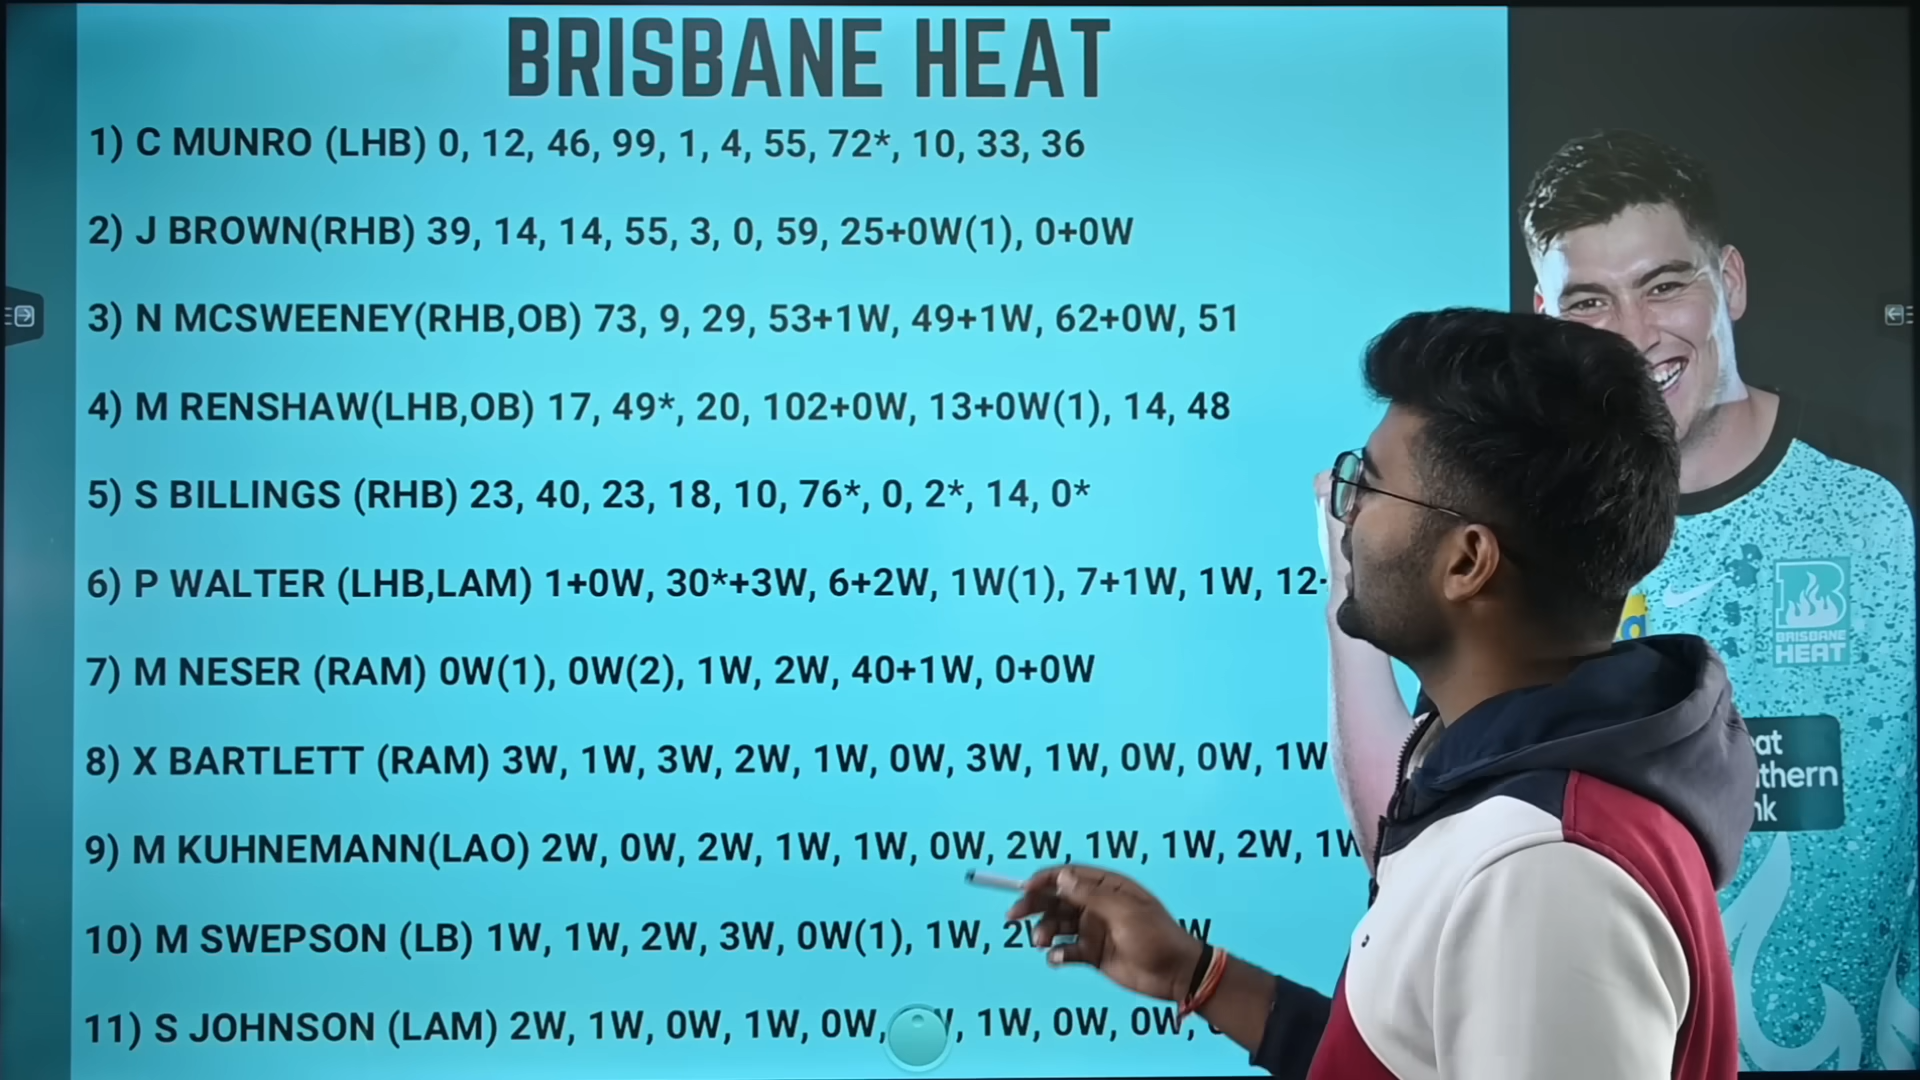 BRISBANE HEAT
1) C MUNRO (LHB) 0, 12, 46, 99, 1, 4, 55, 72*, 10, 33, 36
2) J BROWN(RHB) 39, 14, 14, 55, 3, 0, 59, 25+0W(1), 0+0W
3) N MCSWEENEY(RHB,OB) 73, 9, 29, 53+1W, 49+1W, 62+0W, 51
4) M RENSHAW(LHB,OB) 17, 49*, 20, 102+0W, 13+0W(1), 14, 48
5) S BILLINGS (RHB) 23, 40, 23, 18, 10, 76*, 0, 2*, 14, 0*
6) P WALTER (LHB,LAM) 1+0W, 30*+3W, 6+2W, 1W(1), 7+1W, 1W, 12
7) M NESER (RAM) 0W(1), 0W(2), 1W, 2W, 40+1W, 0+0W
8) X BARTLETT (RAM) 3W, 1W, 3W, 2W, 1W, 0W, 3W, 1W, 0W, 0W, 1W
9) M KUHNEMANN(LAO) 2W, 0W, 2W, 1W, 1W, 0W, 2W, 1W, 1W, 2W, 1W
10) M SWEPSON (LB) 1W, 1W, 2W, 3W, 0W(1), 1W,
11) S JOHNSON (LAM) 2W, 1W, 0W, 1W, 0W, 1W, 0W, 0W,
BRISBANE
HEAT